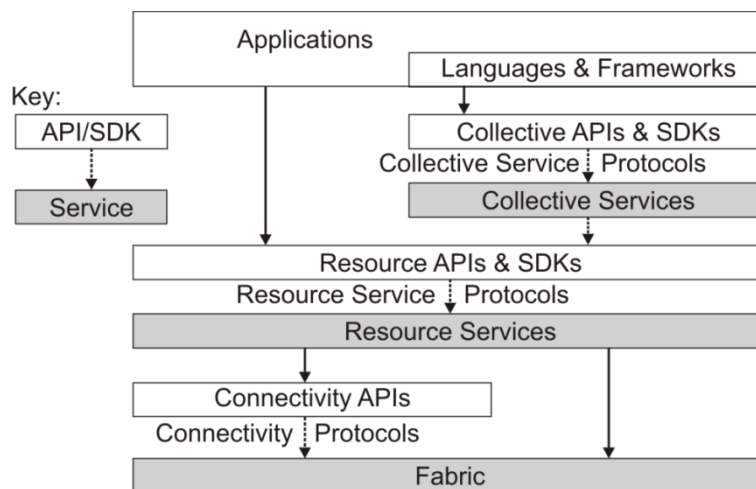 Applications
Languages & Frameworks
Key:
API/SDK
Collective APIs & SDKs
Collective Service Protocols
Service
Collective Services
Resource APIs & SDKs
Resource Service Protocols
Resource Services
Connectivity APIs
Connectivity Protocols
Fabric